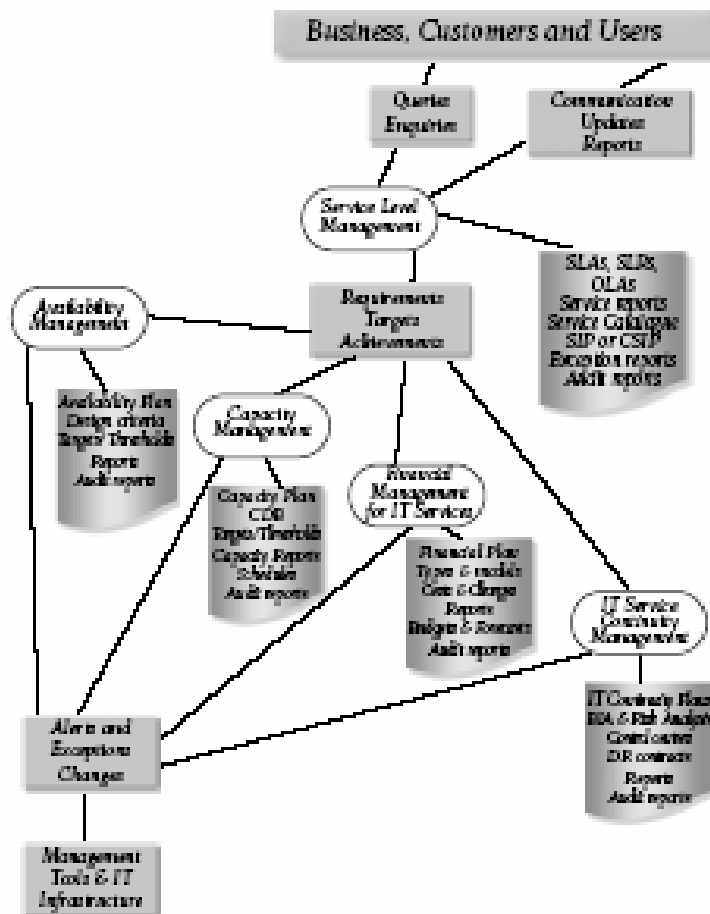 Business, Customers and Users
Queries
Enquiries
Communication
Updates
Reports
Service Level
Management
SLAs, SLRs,
OLAs
Service reports
Service Catalogue
SIP or CSIP
Exception reports
Audit reports
Availability
Management
Requirements
Targets
Achievements
Availability Plan
Design criteria
Targets/Thresholds
Reports
Audit reports
Capacity
Management
Capacity Plan
CDB
Targets/Thresholds
Capacity Reports
Schedules
Audit reports
Financial
Management
for IT Services
Financial Plan
Types & models
Costs & Charges
Reports
Budgets & Forecasts
Audit reports
IT Service
Continuity
Management
IT Continuity Plans
BIA & Risk Analysis
Control centres
DR contracts
Reports
Audit reports
Alerts and
Exceptions
Changes
Management
Tools & IT
Infrastructure